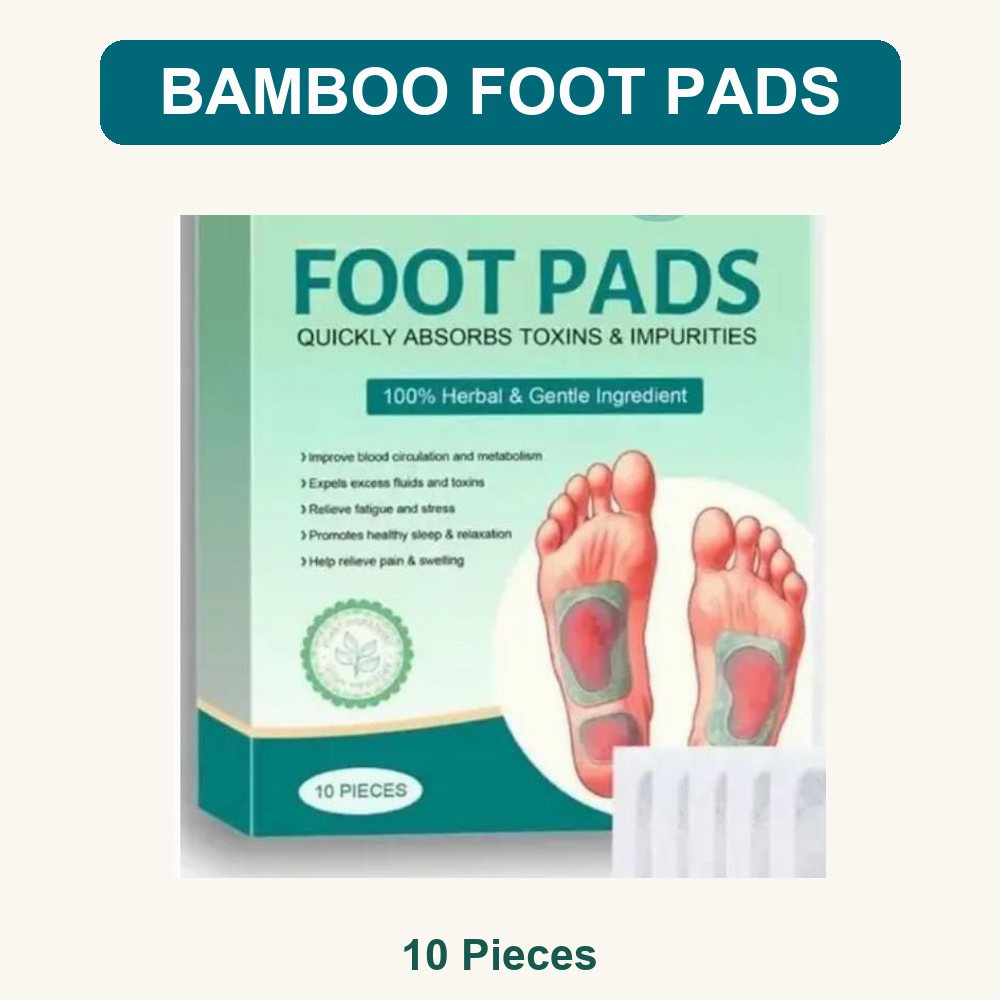 BAMBOO FOOT PADS
FOOT PADS
QUICKLY ABSORBS TOXINS & IMPURITIES
100% Herbal & Gentle Ingredient
Improve blood circulation and metabolism
Expels excess fluids and toxins
Relieve fatigue and stress
Promotes healthy sleep & relaxation
Help relieve pain & swelling
10 PIECES
10 Pieces